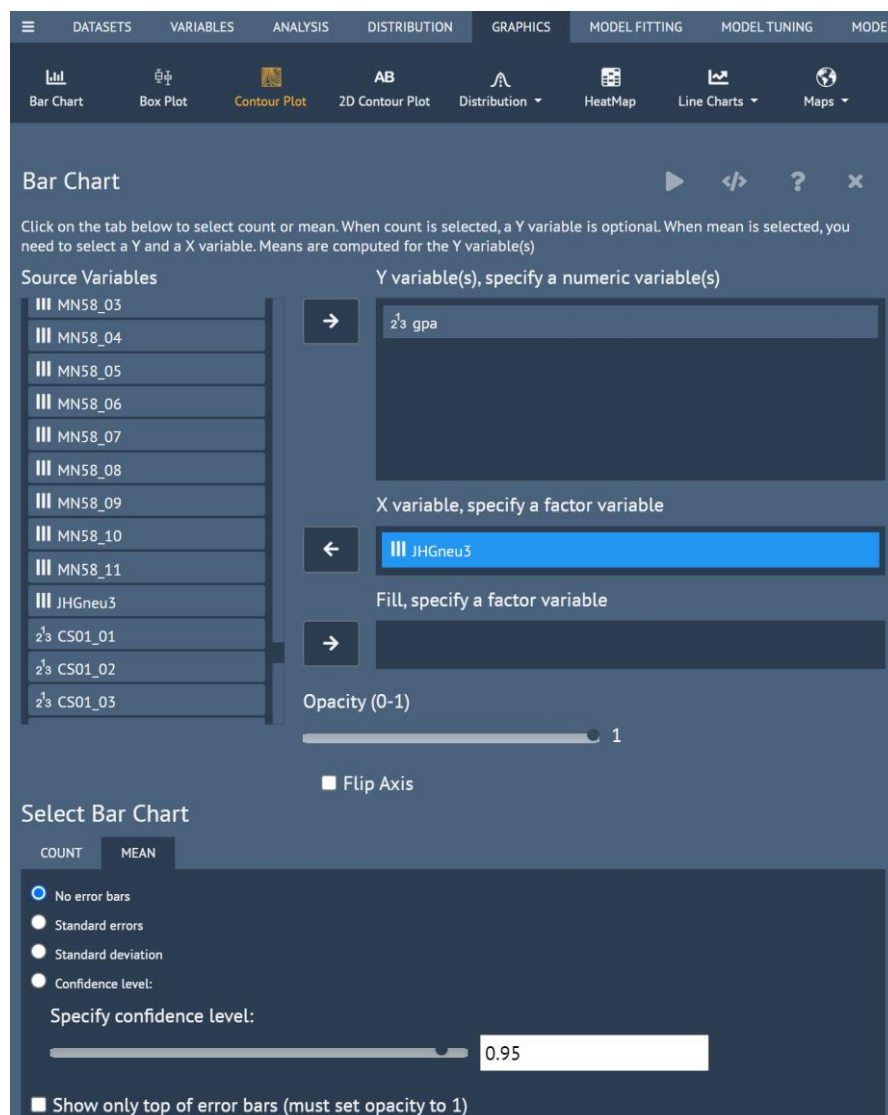 DATASETS VARIABLES ANALYSIS DISTRIBUTION GRAPHICS MODEL FITTING MODEL TUNING MODE
Bar Chart Box Plot Contour Plot AB 2D Contour Plot Distribution HeatMap Line Charts Maps
Bar Chart
Click on the tab below to select count or mean. When count is selected, a Y variable is optional. When mean is selected, you
need to select a Y and a X variable. Means are computed for the Y variable(s)
Source Variables
MN58_03
MN58_04
MN58_05
MN58_06
MN58_07
MN58_08
MN58_09
MN58_10
MN58_11
JHGneu3
123 CS01_01
123 CS01_02
123 CS01_03
Y variable(s), specify a numeric variable(s)
123 gpa
X variable, specify a factor variable
JHGneu3
Fill, specify a factor variable
Opacity (0-1)
1
Flip Axis
Select Bar Chart
COUNT MEAN
No error bars
Standard errors
Standard deviation
Confidence level:
Specify confidence level:
0.95
Show only top of error bars (must set opacity to 1)